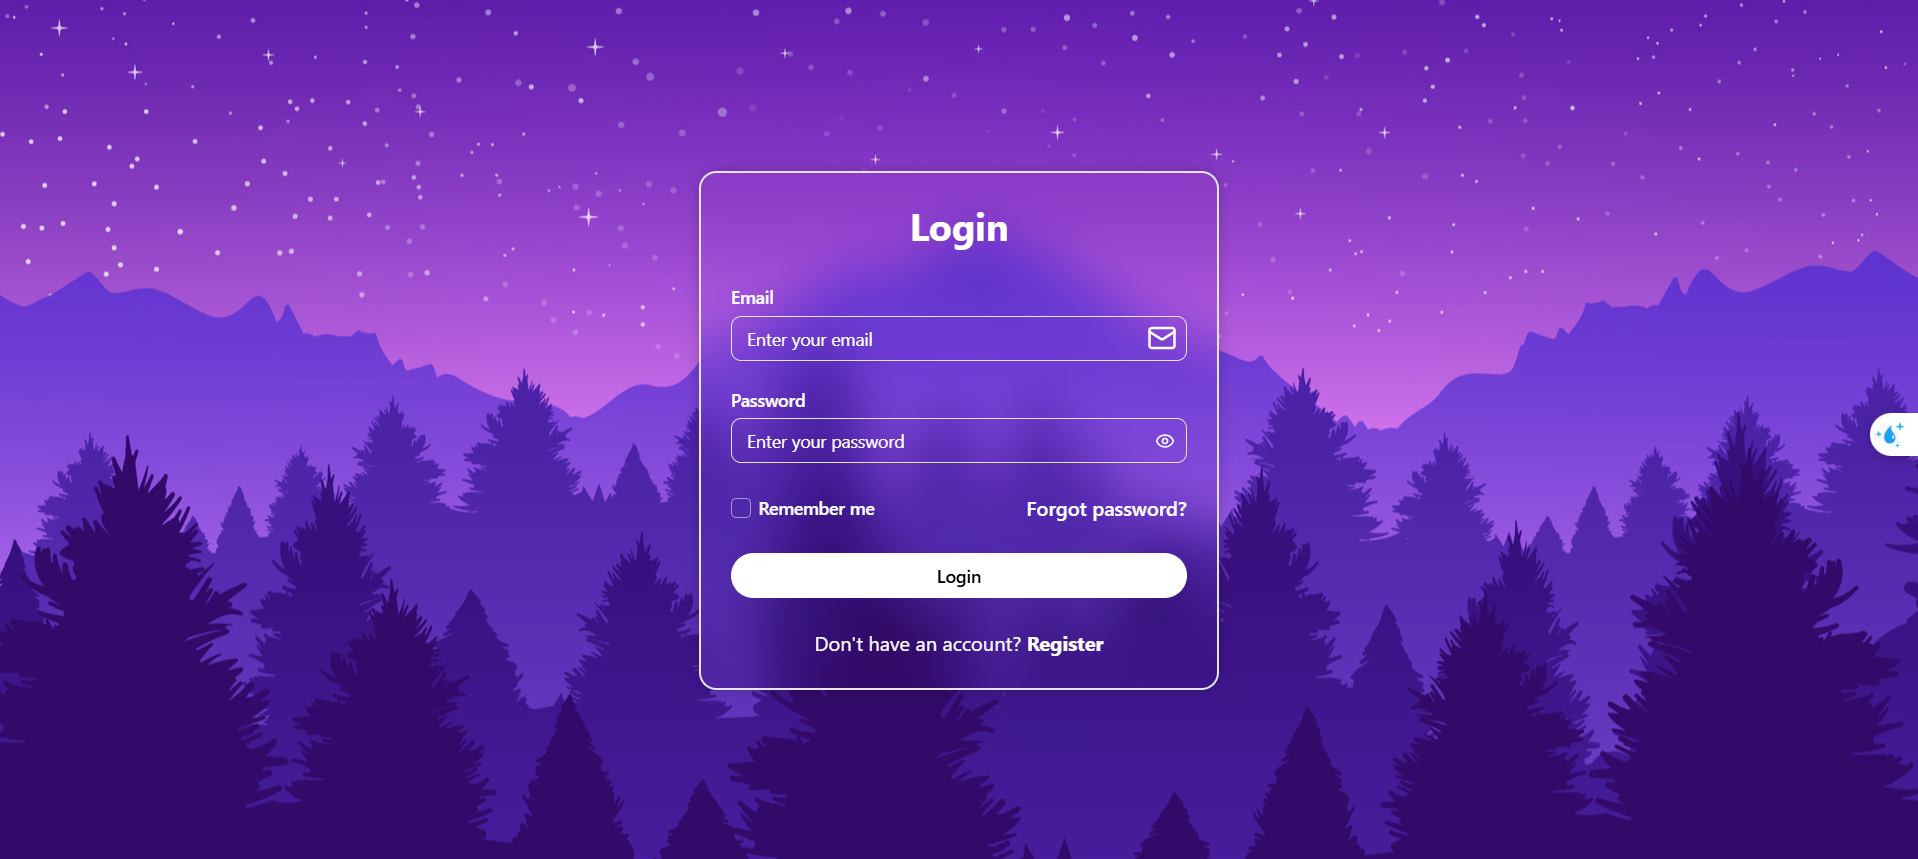 Login
Email
Enter your email
Password
Enter your password
Remember me
Forgot password?
Login
Don't have an account? Register